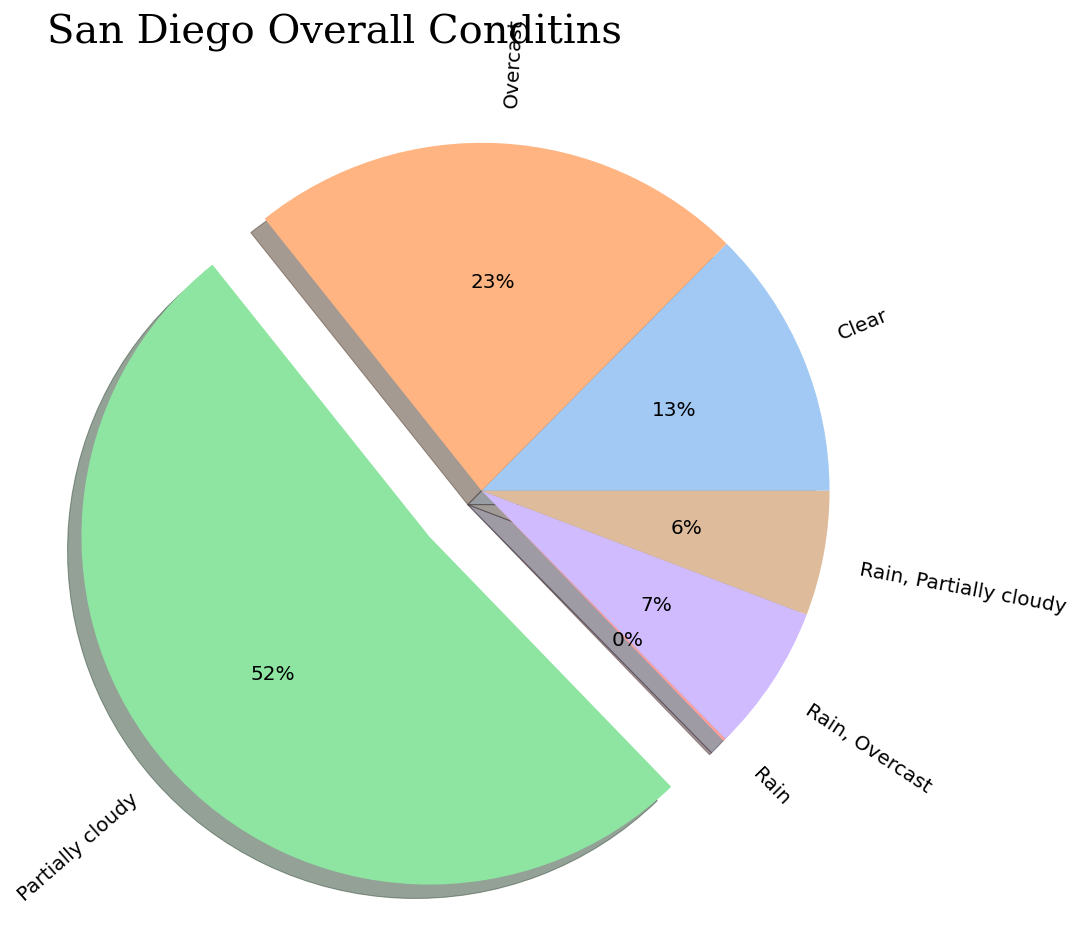 San Diego Overall Conditins
Overcast
23%
Clear
13%
6%
Rain, Partially cloudy
7%
0%
52%
Rain, Overcast
Rain
Partially cloudy